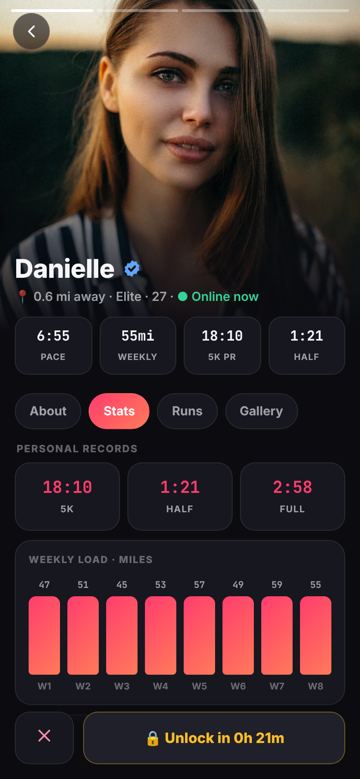 Danielle
📍 0.6 mi away · Elite · 27 · ● Online now
6:55 55mi 18:10 1:21
PACE WEEKLY 5K PR HALF
About Stats Runs Gallery
PERSONAL RECORDS
18:10 1:21 2:58
5K HALF FULL
WEEKLY LOAD · MILES
47 51 45 53 57 49 59 55
W1 W2 W3 W4 W5 W6 W7 W8
🔒 Unlock in 0h 21m